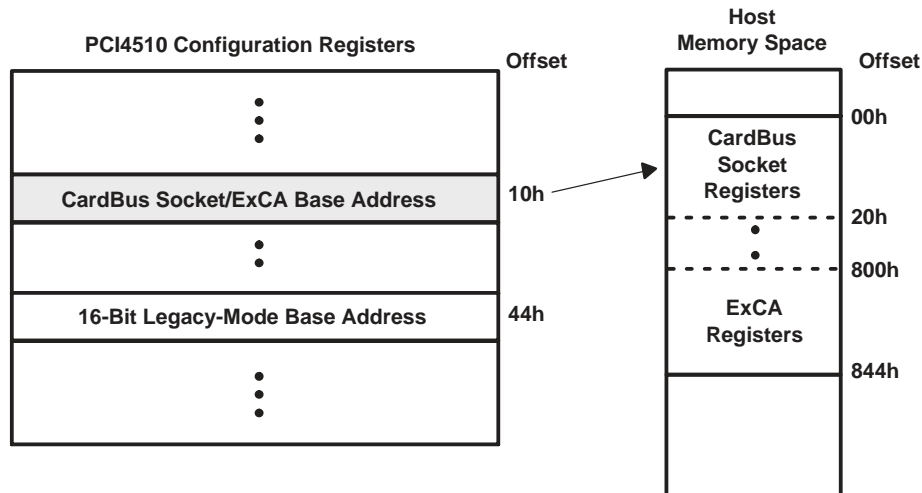 PCI4510 Configuration Registers
Offset
CardBus Socket/ExCA Base Address
10h
16-Bit Legacy-Mode Base Address
44h
Host
Memory Space
Offset
00h
CardBus
Socket
Registers
20h
800h
ExCA
Registers
844h